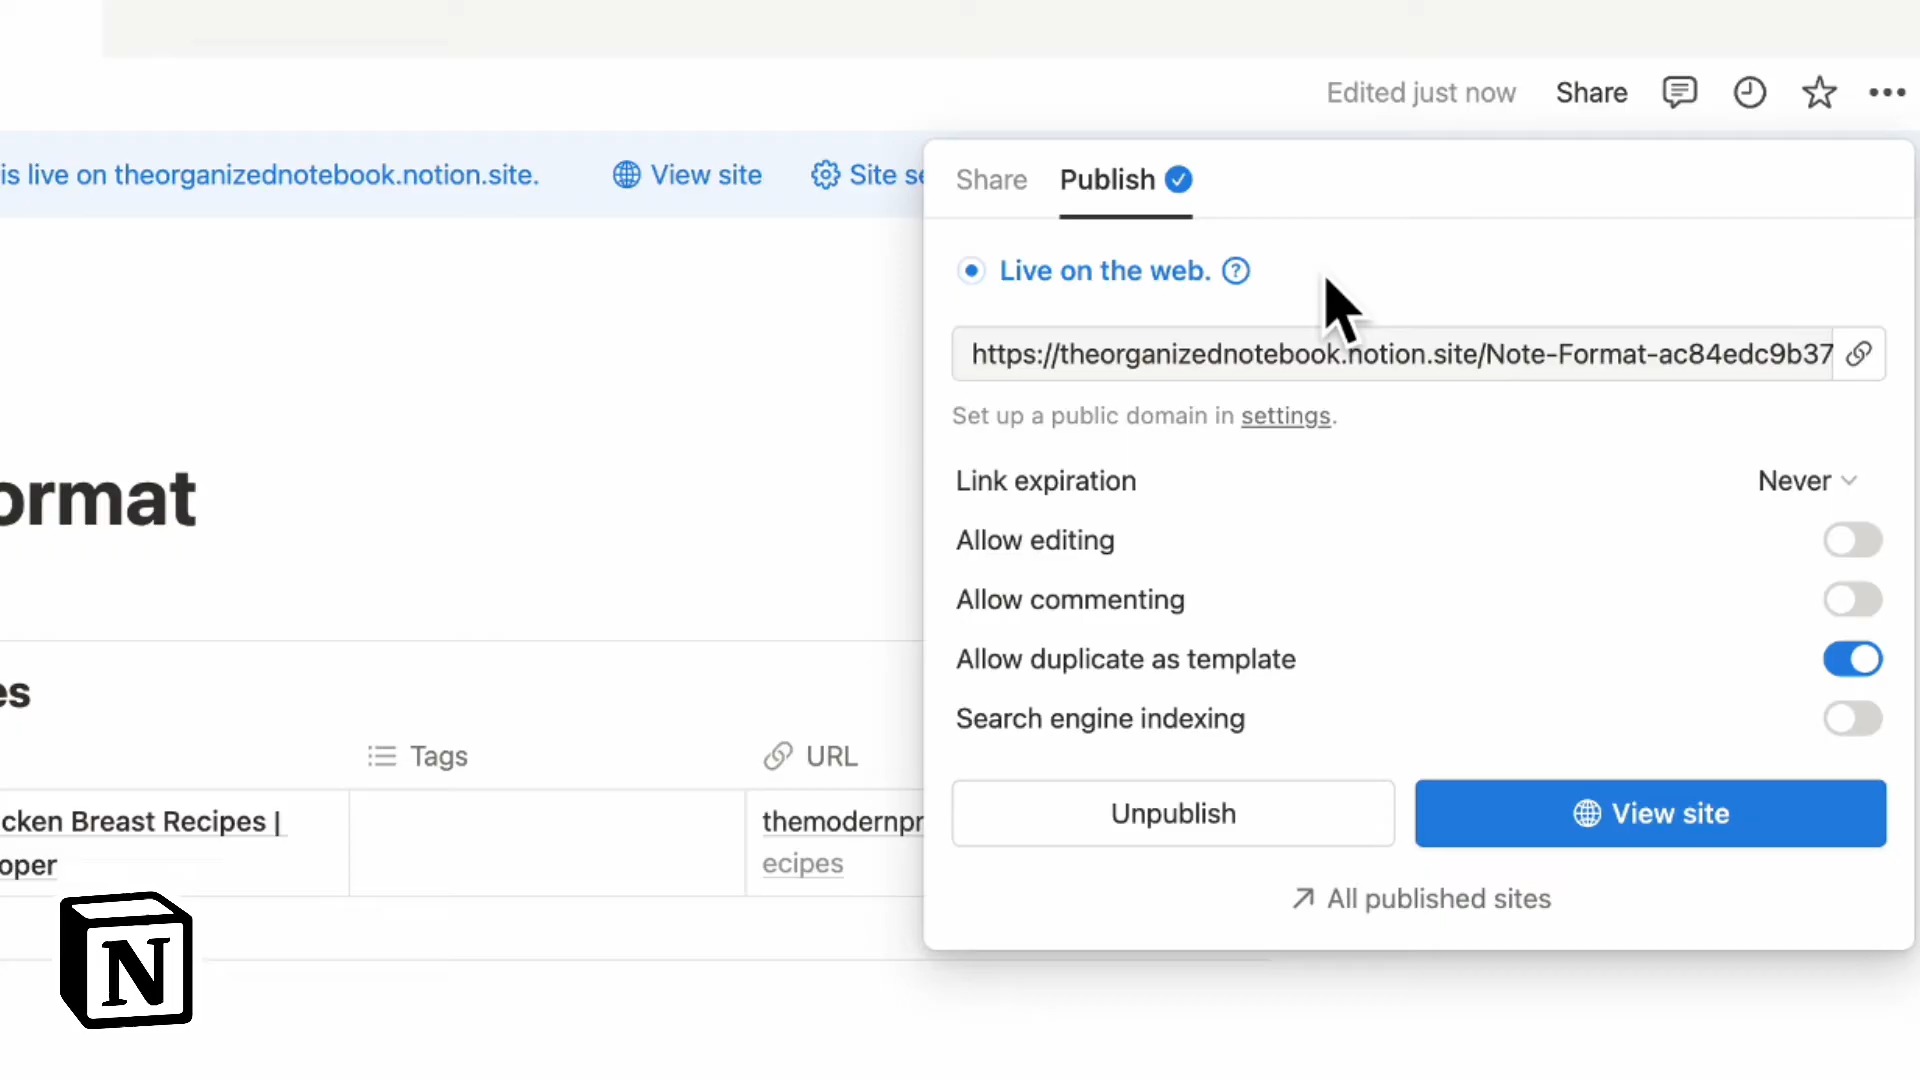 Edited just now Share
is live on theorganizednotebook.notion.site. View site Site se
Share Publish
Live on the web.
https://theorganizednotebook.notion.site/Note-Format-ac84edc9b37
Set up a public domain in settings.
Link expiration Never
Allow editing
Allow commenting
Allow duplicate as template
Search engine indexing
Unpublish View site
All published sites
ormat
es
Tags URL
cken Breast Recipes | themodernpr
oper ecipes
N